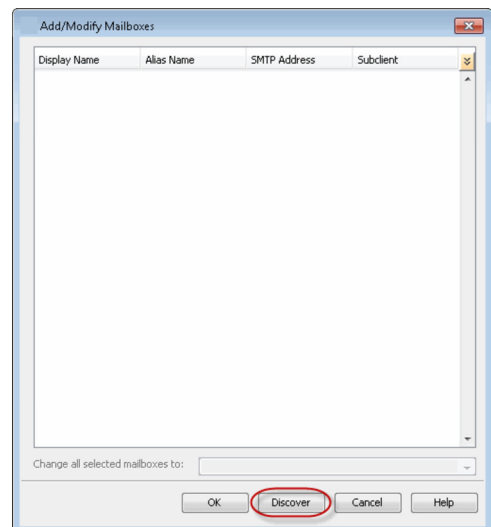 Add/Modify Mailboxes
Display Name Alias Name SMTP Address Subclient
Change all selected mailboxes to:
OK Discover Cancel Help